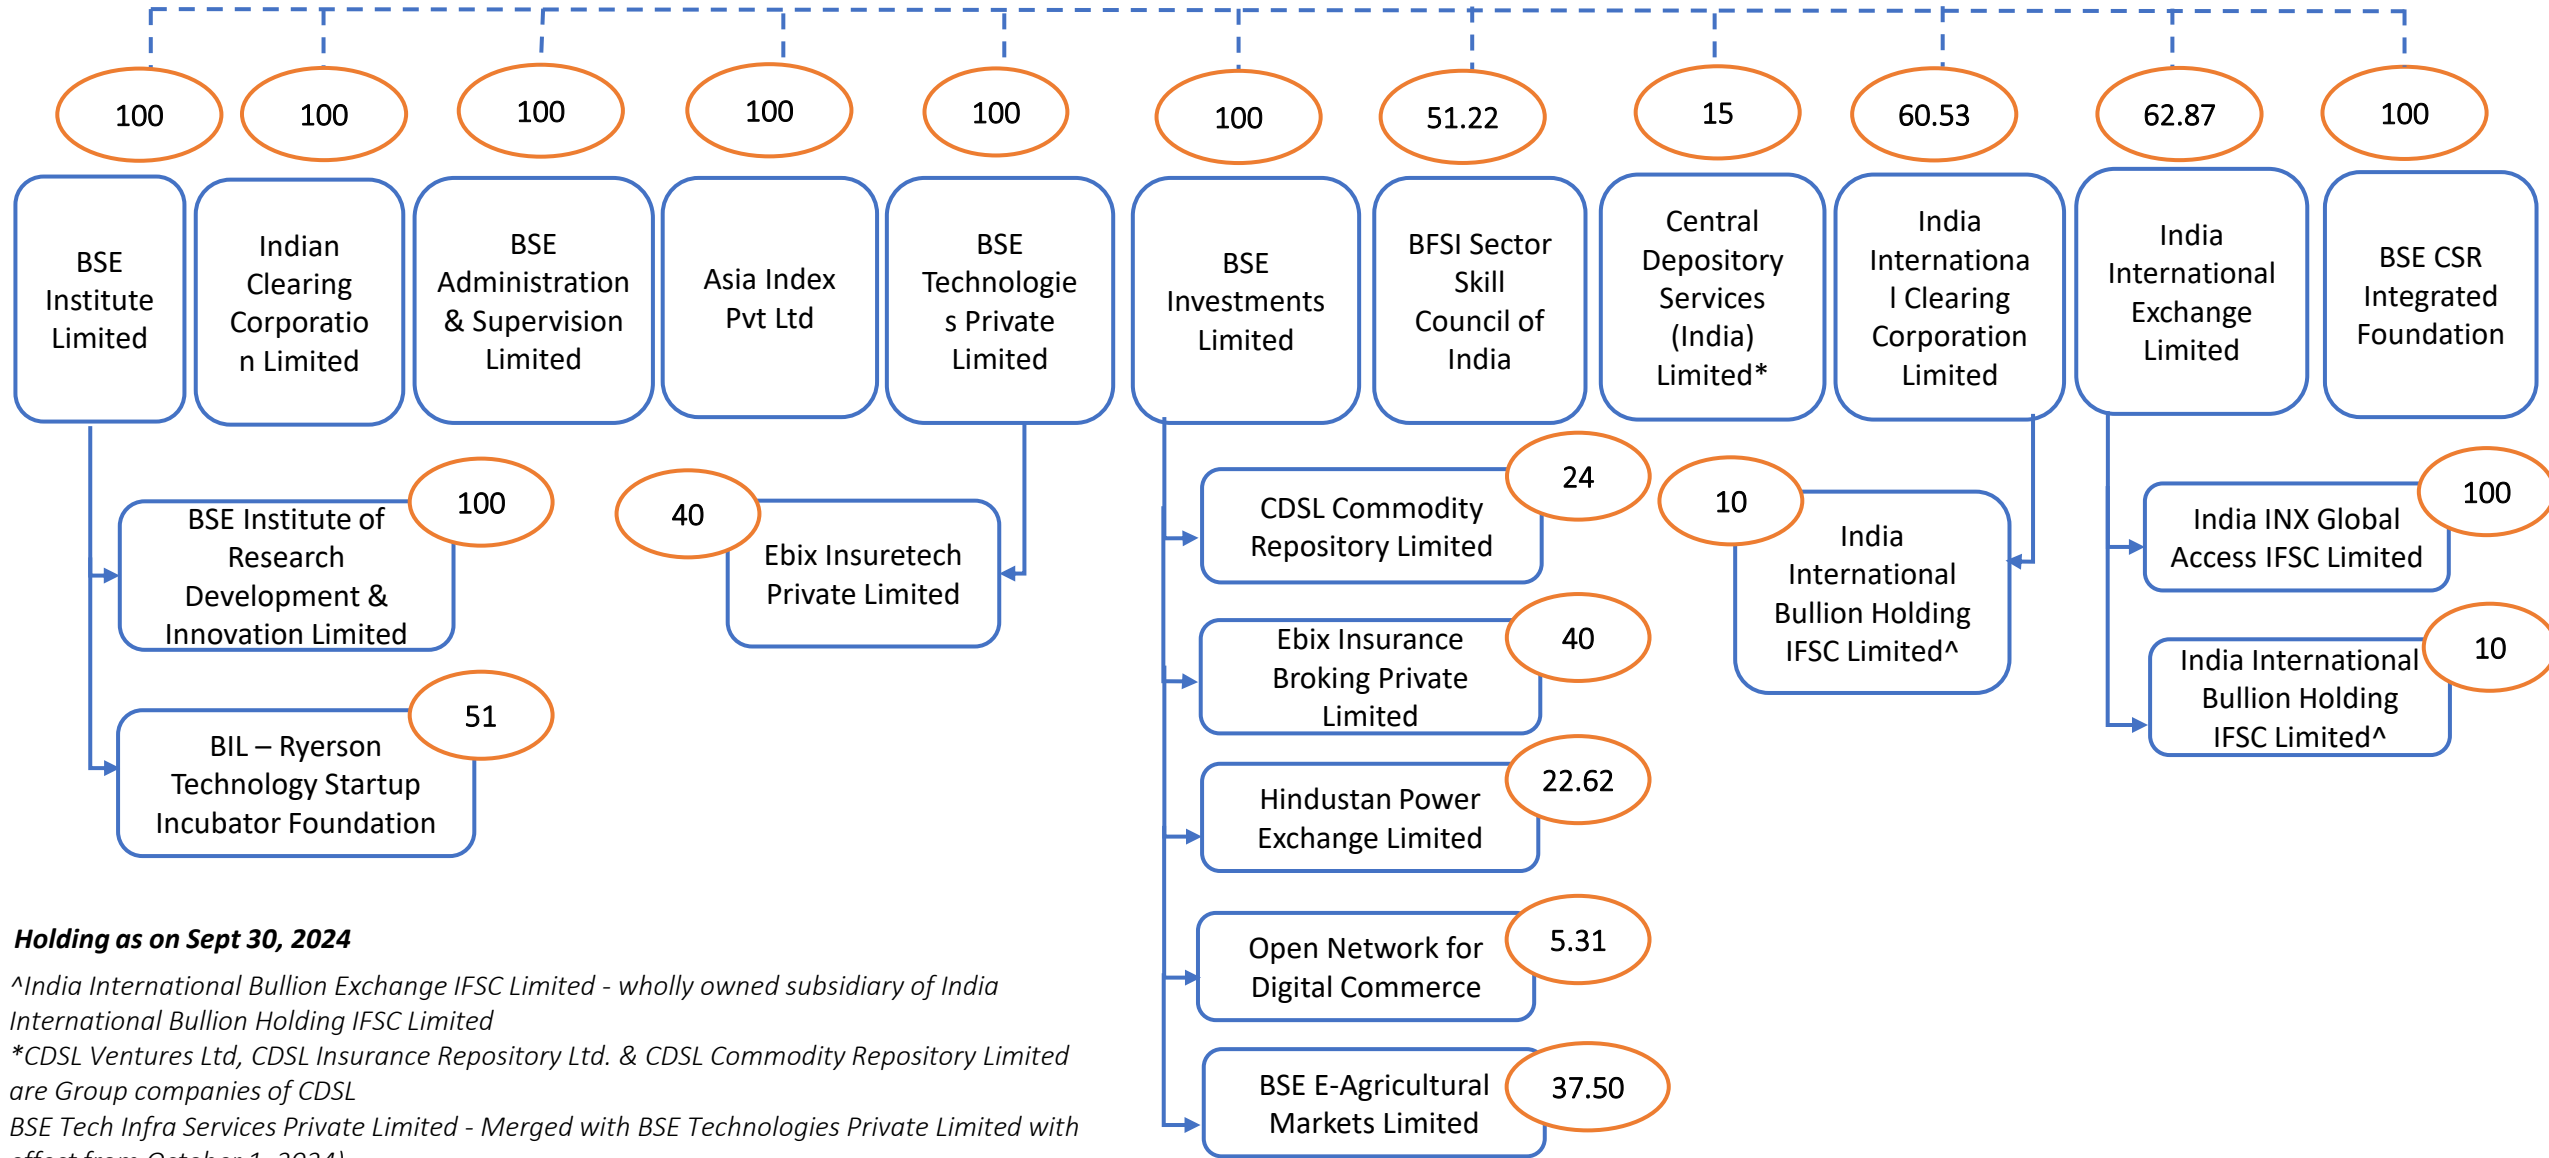 100
100
100
100
100
100
51.22
15
60.53
62.87
100
BSE
Institute
Limited
Indian
Clearing
Corporatio
n Limited
BSE
Administration
& Supervision
Limited
Asia Index
Pvt Ltd
BSE
Technologie
s Private
Limited
BSE
Investments
Limited
BFSI Sector
Skill
Council of
India
Central
Depository
Services
(India)
Limited*
India
Internationa
l Clearing
Corporation
Limited
India
International
Exchange
Limited
BSE CSR
Integrated
Foundation
100
BSE Institute of
Research
Development &
Innovation Limited
51
BIL – Ryerson
Technology Startup
Incubator Foundation
40
Ebix Insuretech
Private Limited
24
CDSL Commodity
Repository Limited
40
Ebix Insurance
Broking Private
Limited
22.62
Hindustan Power
Exchange Limited
5.31
Open Network for
Digital Commerce
37.50
BSE E-Agricultural
Markets Limited
10
India
International
Bullion Holding
IFSC Limited^
100
India INX Global
Access IFSC Limited
10
India International
Bullion Holding
IFSC Limited^
Holding as on Sept 30, 2024
^India International Bullion Exchange IFSC Limited - wholly owned subsidiary of India
International Bullion Holding IFSC Limited
*CDSL Ventures Ltd, CDSL Insurance Repository Ltd. & CDSL Commodity Repository Limited
are Group companies of CDSL
BSE Tech Infra Services Private Limited - Merged with BSE Technologies Private Limited with
effect from October 1, 2024)